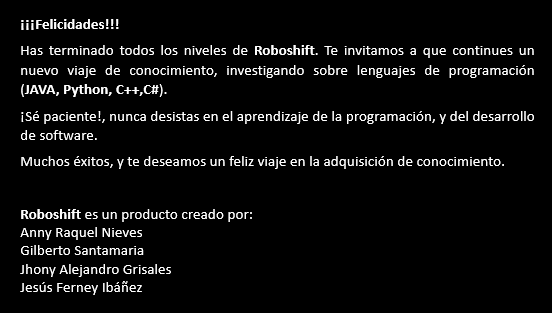 ¡¡¡Felicidades!!!
Has terminado todos los niveles de Roboshift. Te invitamos a que continues un
nuevo viaje de conocimiento, investigando sobre lenguajes de programación
(JAVA, Python, C++,C#).
¡Sé paciente!, nunca desistas en el aprendizaje de la programación, y del desarrollo
de software.
Muchos éxitos, y te deseamos un feliz viaje en la adquisición de conocimiento.
Roboshift es un producto creado por:
Anny Raquel Nieves
Gilberto Santamaria
Jhony Alejandro Grisales
Jesús Ferney Ibáñez